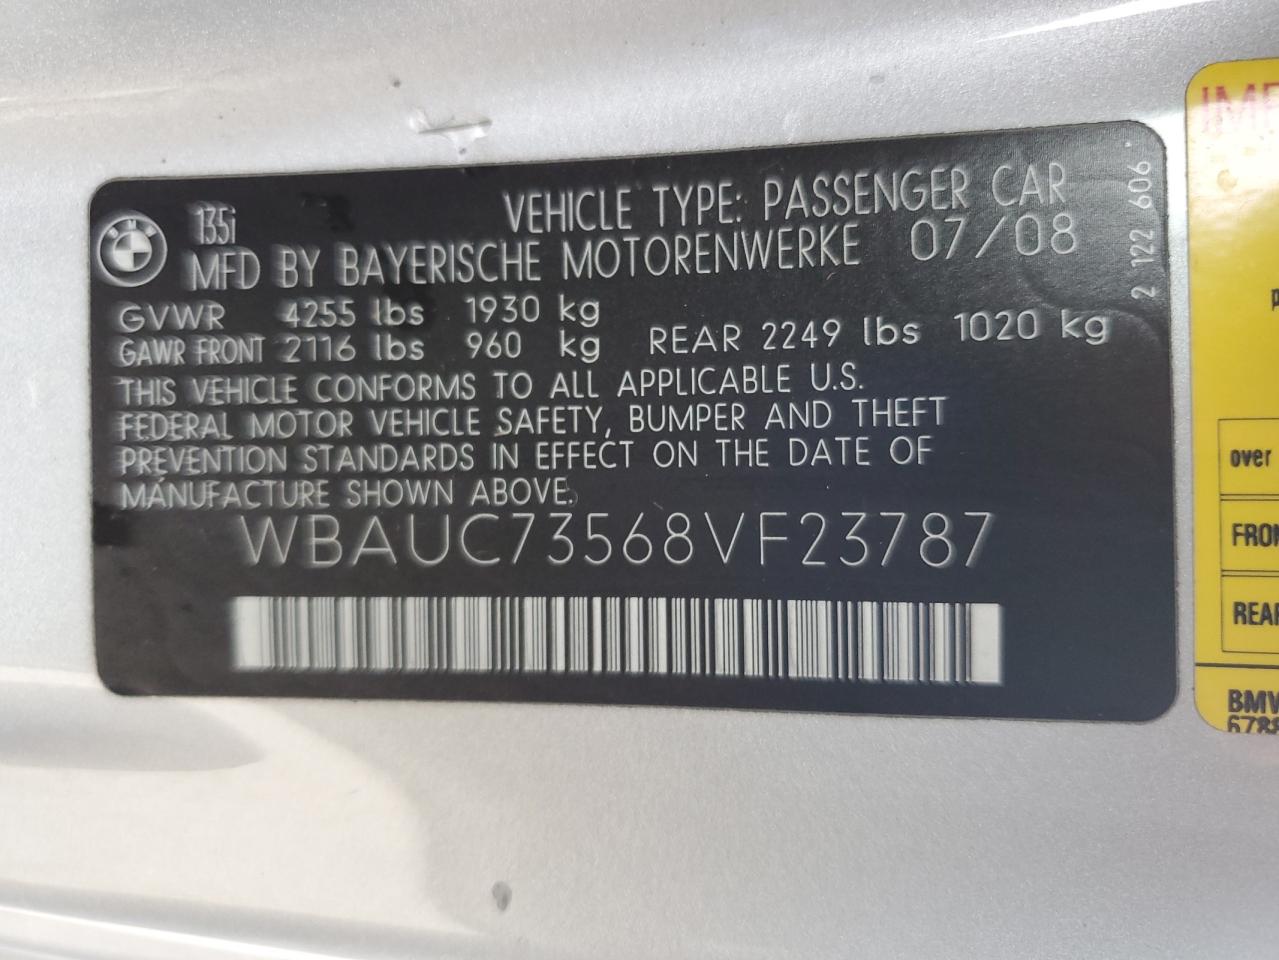 BMW
135i
VEHICLE TYPE: PASSENGER CAR
MFD BY BAYERISCHE MOTORENWERKE 07/08
GVWR 4255 lbs 1930 kg
GAWR FRONT 2116 lbs 960 kg REAR 2249 lbs 1020 kg
THIS VEHICLE CONFORMS TO ALL APPLICABLE U.S.
FEDERAL MOTOR VEHICLE SAFETY, BUMPER AND THEFT
PREVENTION STANDARDS IN EFFECT ON THE DATE OF
MANUFACTURE SHOWN ABOVE.
WBAUC73568VF23787
2 122 606
over
REAR
BMW